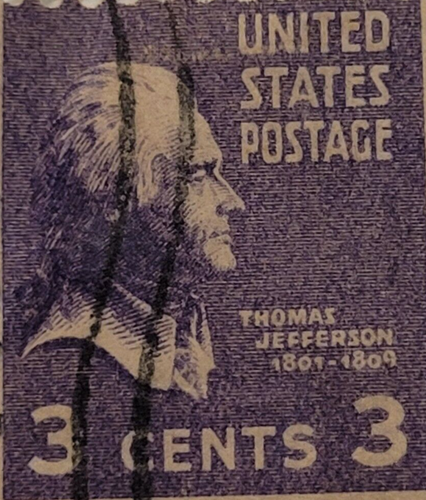 UNITED
STATES
POSTAGE
THOMAS
JEFFERSON
1801-1809
3 CENTS 3